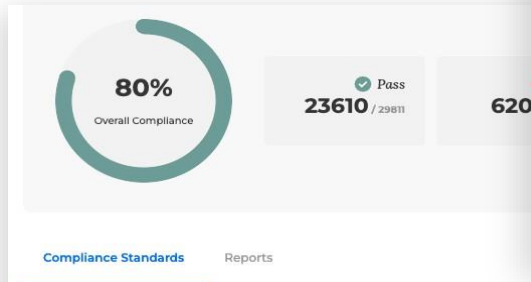 80%
Overall Compliance
Pass
23610 / 29811
620
Compliance Standards
Reports